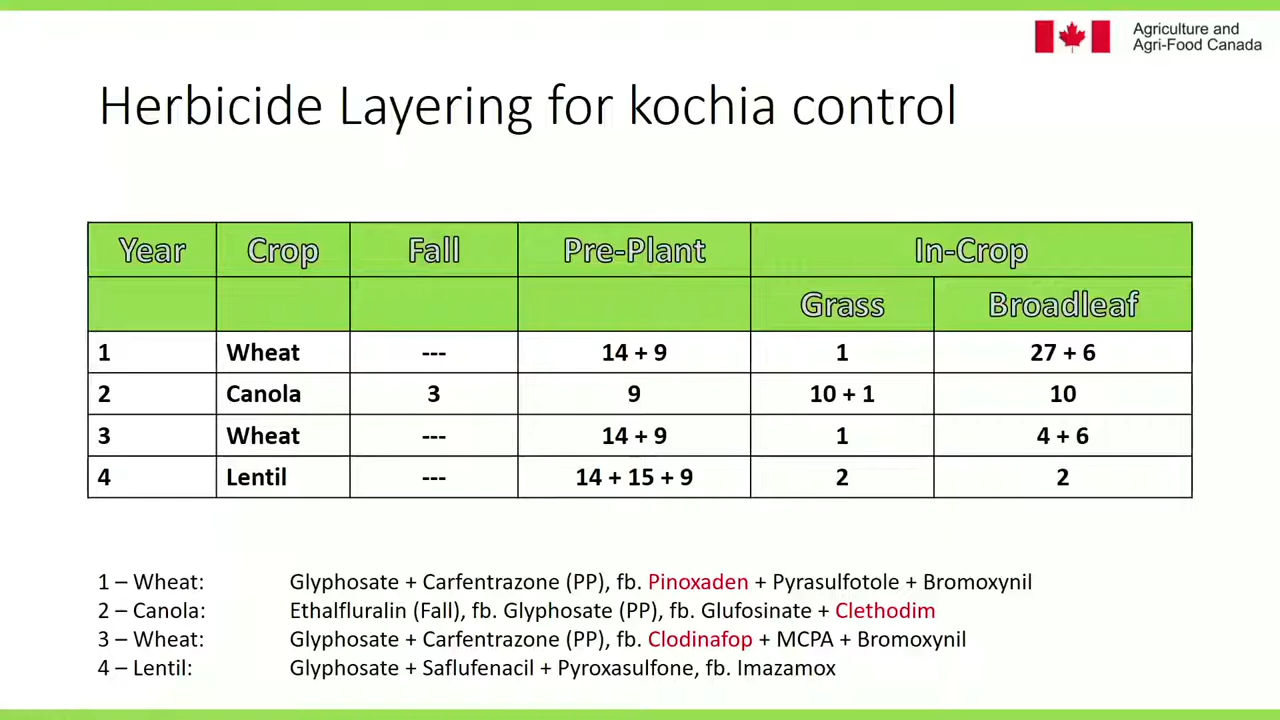 Agriculture and
Agri-Food Canada
Herbicide Layering for kochia control
Year Crop Fall Pre-Plant In-Crop
Grass Broadleaf
1 Wheat --- 14 + 9 1 27 + 6
2 Canola 3 9 10 + 1 10
3 Wheat --- 14 + 9 1 4 + 6
4 Lentil --- 14 + 15 + 9 2 2
1 – Wheat: Glyphosate + Carfentrazone (PP), fb. Pinoxaden + Pyrasulfotole + Bromoxynil
2 – Canola: Ethalfluralin (Fall), fb. Glyphosate (PP), fb. Glufosinate + Clethodim
3 – Wheat: Glyphosate + Carfentrazone (PP), fb. Clodinafop + MCPA + Bromoxynil
4 – Lentil: Glyphosate + Saflufenacil + Pyroxasulfone, fb. Imazamox